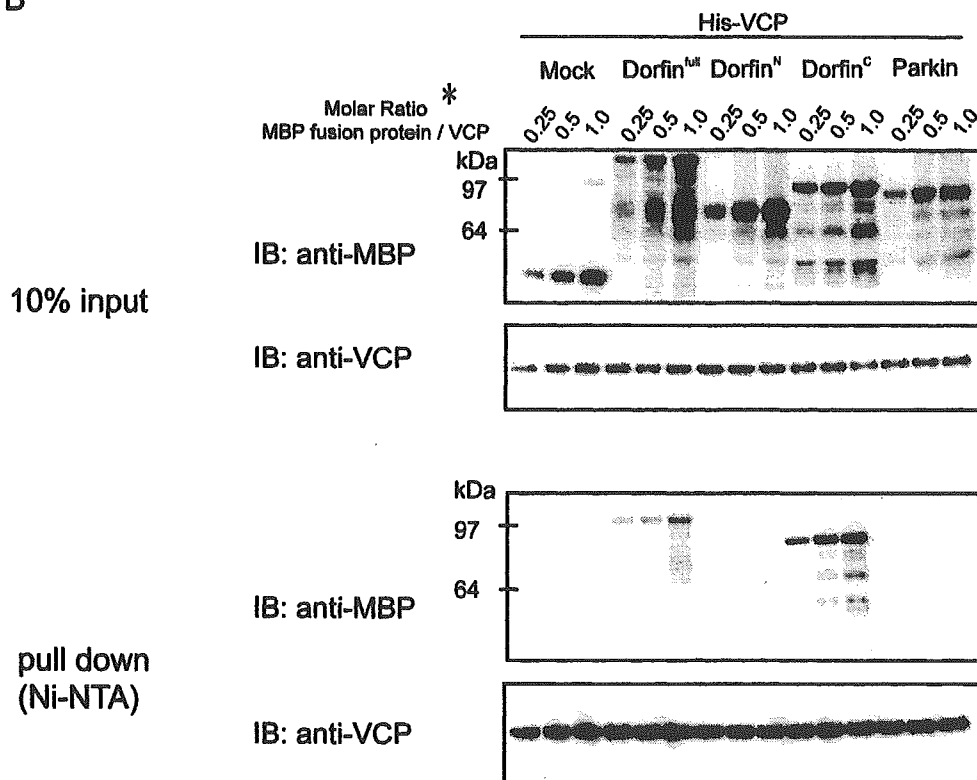 B
His-VCP
Mock Dorfin^full Dorfin^N Dorfin^C Parkin
Molar Ratio *
MBP fusion protein / VCP
0.25 0.5 1.0 0.25 0.5 1.0 0.25 0.5 1.0 0.25 0.5 1.0 0.25 0.5 1.0
kDa
97
64
IB: anti-MBP
10% input
IB: anti-VCP
kDa
97
64
IB: anti-MBP
pull down
(Ni-NTA)
IB: anti-VCP